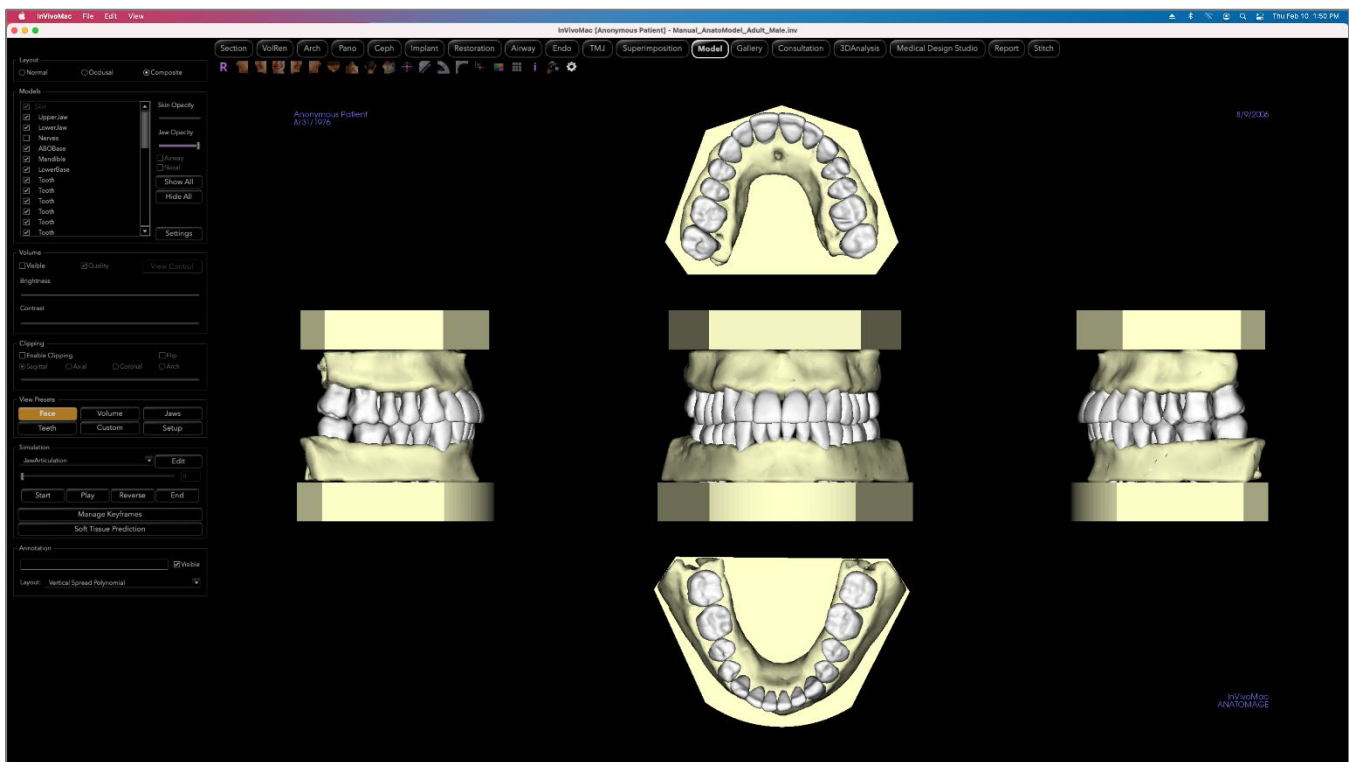 InVivoMac File Edit View
Thu Feb 10 1:50 PM
InVivoMac [Anonymous Patient] - Manual_AnatoModel_Adult_Male.inv
Section VolRen Arch Pano Ceph Implant Restoration Airway Endo TMJ Superimposition Model Gallery Consultation 3DAnalysis Medical Design Studio Report Stitch
R
Layout
Normal Occlusal Composite
Models
Skin
UpperJaw
LowerJaw
Nerves
ABOBase
Mandible
LowerBase
Tooth
Tooth
Tooth
Tooth
Tooth
Tooth
Skin Opacity
Jaw Opacity
Airway
Nasal
Show All
Hide All
Settings
Volume
Visible Quality View Control
Brightness
Contrast
Clipping
Enable Clipping Flip
Sagittal Axial Coronal Arch
View Presets
Face Volume Jaws
Teeth Custom Setup
Simulation
JawArticulation Edit
Start Play Reverse End
Manage Keyframes
Soft Tissue Prediction
Annotation
Visible
Layout: Vertical Spread Polynomial
Anonymous Patient
8/31/1976
8/9/2006
InVivoMac
ANATOMAGE